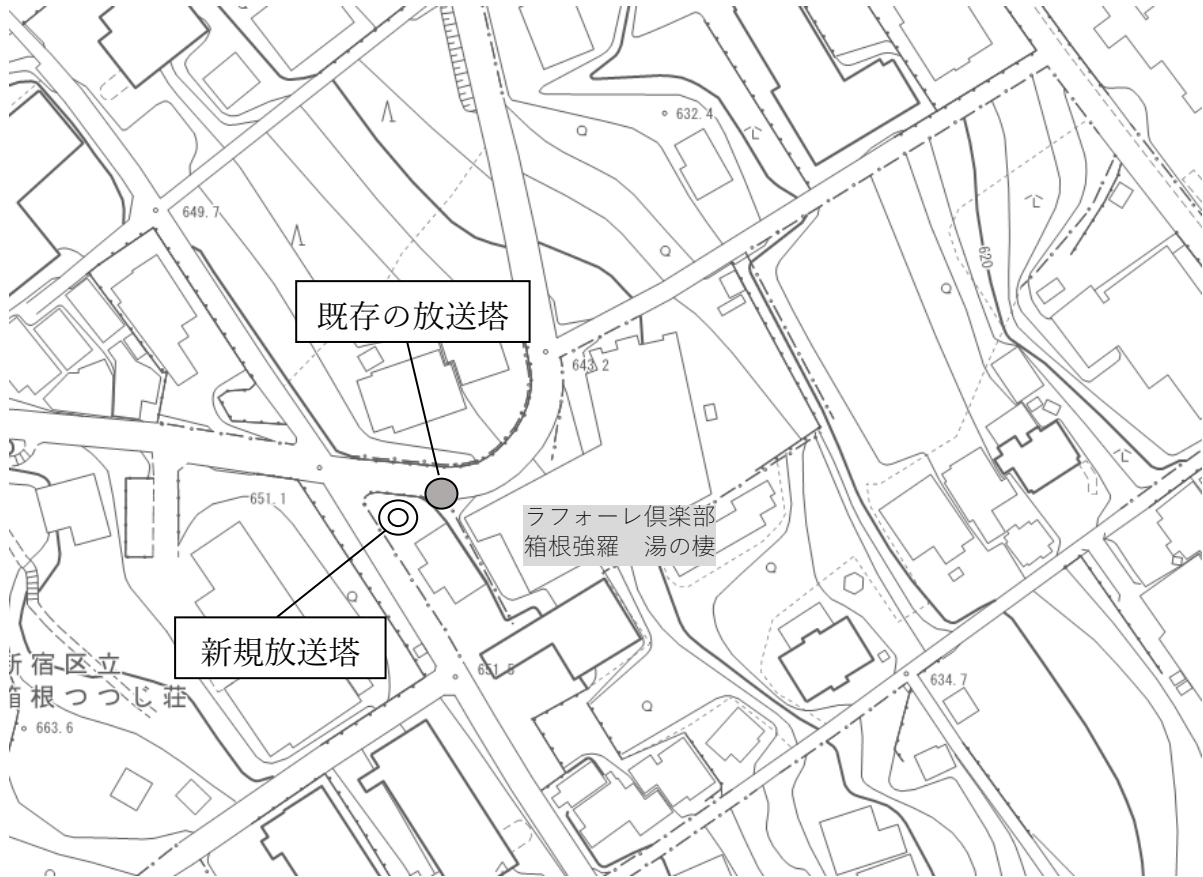 632.4
649.7
620
既存の放送塔
643.2
651.1
ラフォーレ倶楽部
箱根強羅　湯の棲
新規放送塔
651.5
新宿区立
箱根つつじ荘
634.7
663.6